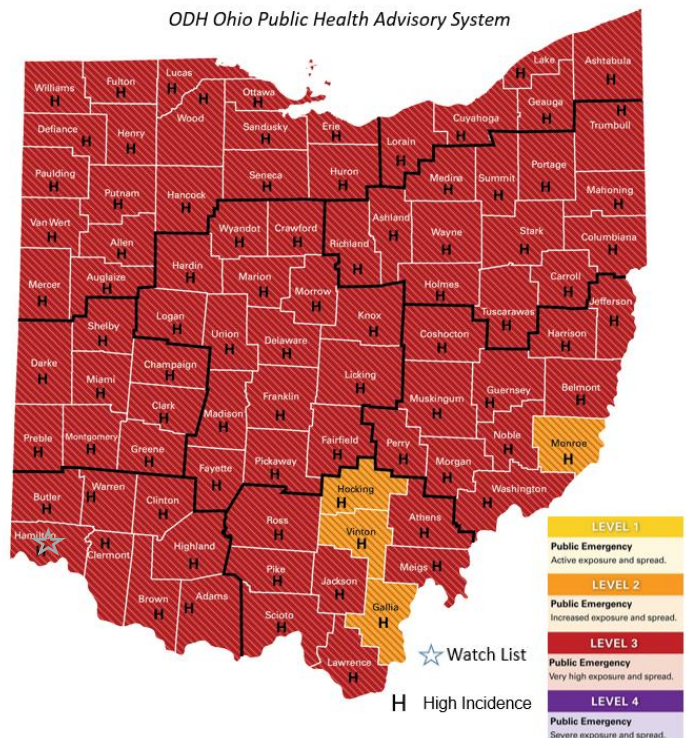 ODH Ohio Public Health Advisory System
Lake
Ashtabula
H
H
Williams
Fulton
Lucas
Ottawa
Geauga
H
H
H
H
H
H
Wood
Cuyahoga
H
H
Trumbull
Defiance
Henry
Sandusky
Erie
Lorain
H
H
H
H
H
H
Medina
Summit
Portage
Paulding
Seneca
Huron
H
H
H
Mahoning
H
Putnam
Hancock
H
H
H
H
H
Van Wert
Wyandot
Crawford
Ashland
Wayne
Stark
Columbiana
H
Allen
H
H
Richland
H
H
H
H
H
H
Mercer
Auglaize
Hardin
Marion
Morrow
Holmes
Carroll
H
H
H
H
H
H
H
Jefferson
Shelby
Logan
Union
Knox
Tuscarawas
H
H
H
H
H
H
Harrison
Darke
Champaign
Delaware
Coshocton
H
H
H
H
H
Miami
Licking
Guernsey
Belmont
H
H
H
H
Clark
Madison
Franklin
Muskingum
H
H
H
H
Preble
Montgomery
Greene
Fairfield
Perry
Noble
Monroe
H
H
H
H
H
H
H
Fayette
Pickaway
Morgan
H
H
H
Washington
Butler
Warren
Clinton
Hocking
H
H
H
H
H
Ross
Vinton
Athens
Hamilton
H
H
H
H
Clermont
Highland
H
Pike
Jackson
Meigs
H
H
H
Brown
Adams
Gallia
H
H
Scioto
H
H
Lawrence
H
LEVEL 1
Public Emergency
Active exposure and spread.
LEVEL 2
Public Emergency
Increased exposure and spread.
LEVEL 3
Public Emergency
Very high exposure and spread.
LEVEL 4
Public Emergency
Severe exposure and spread.
Watch List
H High Incidence